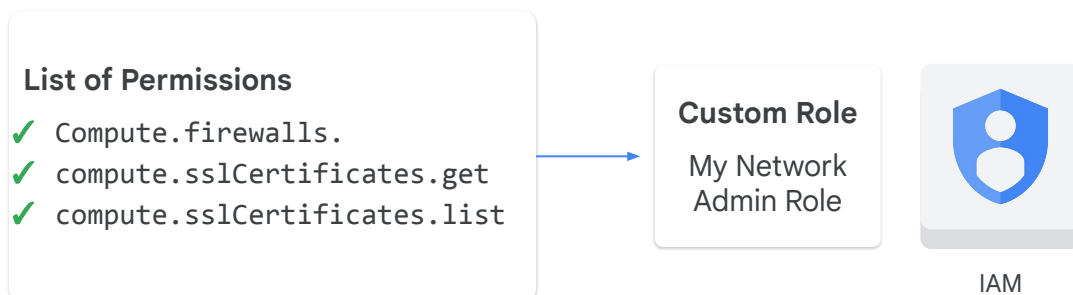 List of Permissions
✓ Compute.firewalls.
✓ compute.sslCertificates.get
✓ compute.sslCertificates.list
Custom Role
My Network
Admin Role
IAM